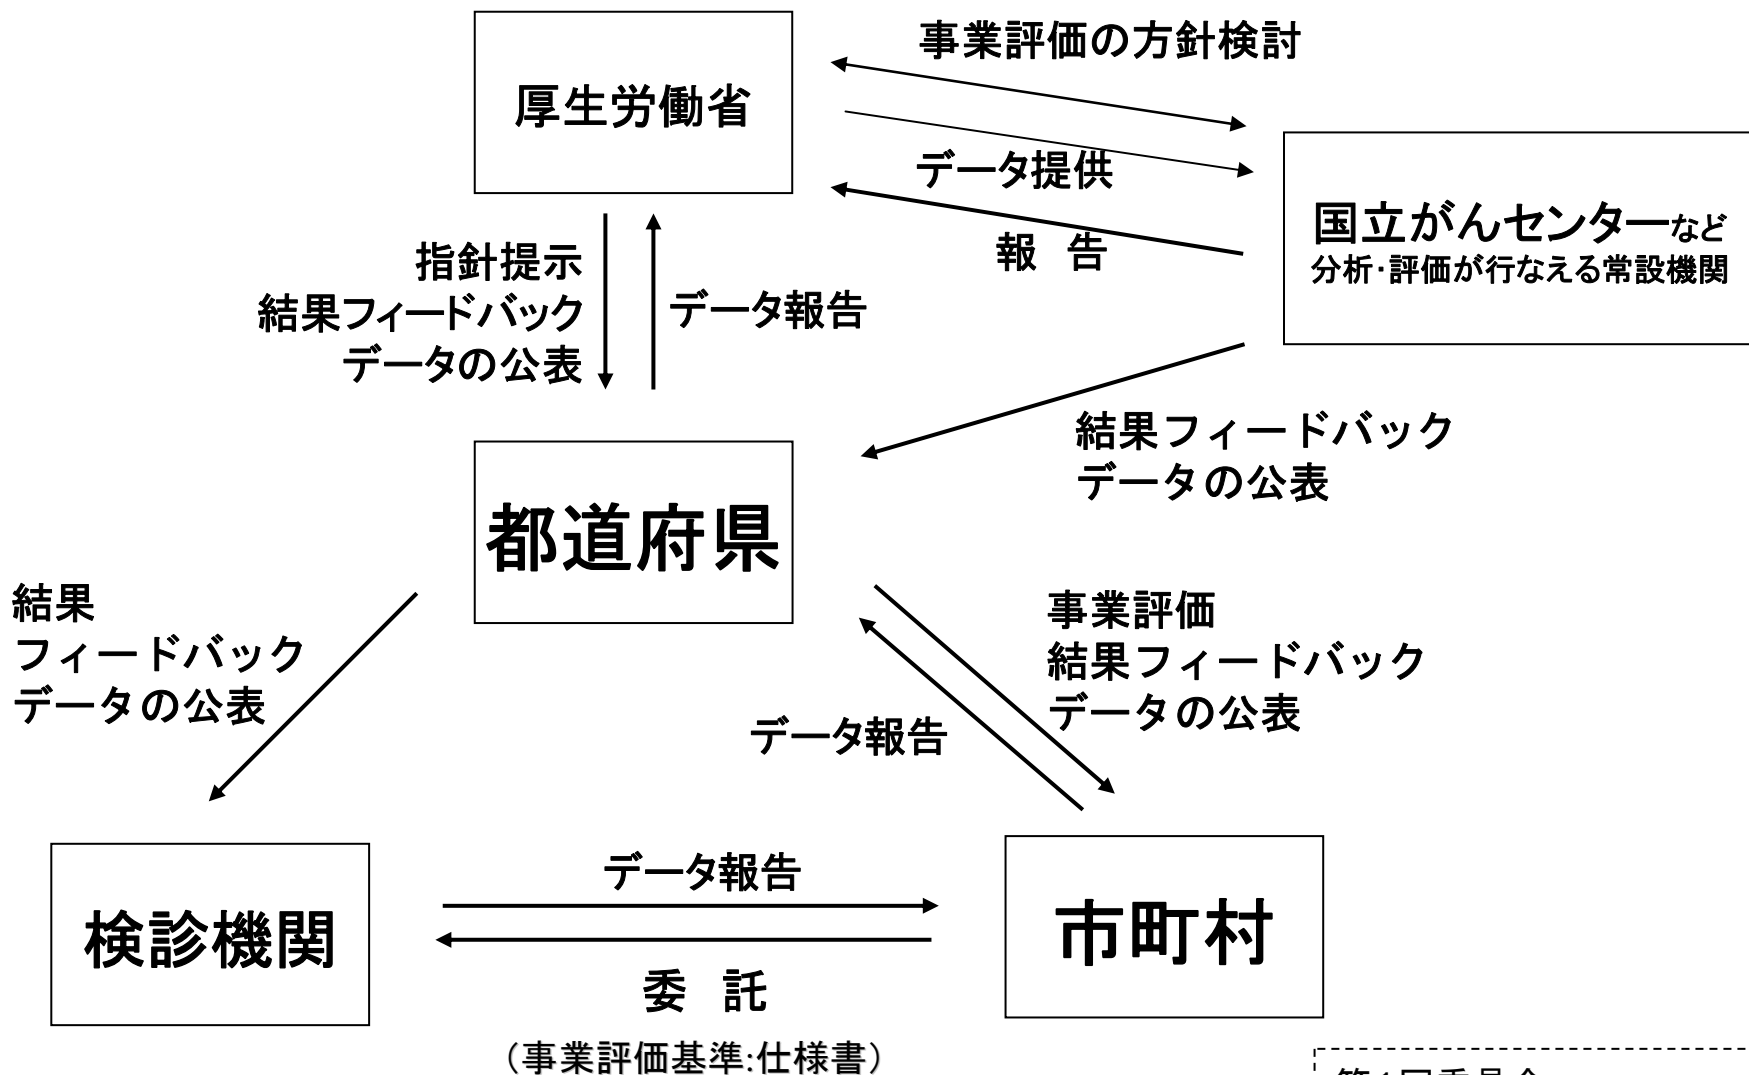 事業評価の方針検討
厚生労働省
データ提供
国立がんセンターなど
分析・評価が行なえる常設機関
報　告
指針提示
結果フィードバック
データの公表
データ報告
結果フィードバック
データの公表
都道府県
結果
フィードバック
データの公表
事業評価
結果フィードバック
データの公表
データ報告
データ報告
検診機関
市町村
委　託
（事業評価基準:仕様書）